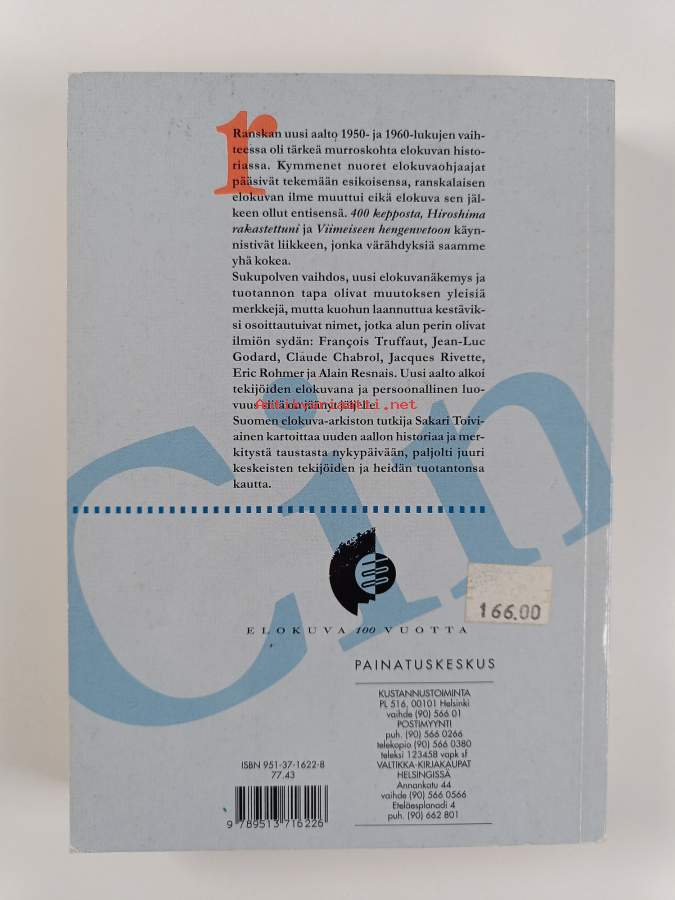 r
Ranskan uusi aalto 1950- ja 1960-lukujen vaih-
teessa oli tärkeä murroskohta elokuvan histo-
riassa. Kymmenet nuoret elokuvaohjaajat
pääsivät tekemään esikoisensa, ranskalaisen
elokuvan ilme muuttui eikä elokuva sen jäl-
keen ollut entisensä. 400 kepposta, Hiroshima
rakastettuni ja Viimeiseen hengenvetoon käyn-
nistivät liikkeen, jonka värähdyksiä saamme
yhä kokea.
Sukupolven vaihdos, uusi elokuvanäkemys ja
tuotannon tapa olivat muutoksen yleisiä
merkkejä, mutta kuohun laannuttua kestävik-
si osoittautuivat nimet, jotka alun perin olivat
ilmiön sydän: François Truffaut, Jean-Luc
Godard, Claude Chabrol, Jacques Rivette,
Eric Rohmer ja Alain Resnais. Uusi aalto alkoi
tekijöiden elokuvana ja persoonallinen luo-
Antikvariaatti.net
Suomen elokuva-arkiston tutkija Sakari Toivi-
ainen kartoittaa uuden aallon historiaa ja mer-
kitystä taustasta nykypäivään, paljolti juuri
keskeisten tekijöiden ja heidän tuotantonsa
kautta.
Cin
166.00
ELOKUVA 100 VUOTTA
PAINATUSKESKUS
KUSTANNUSTOIMINTA
PL 516, 00101 Helsinki
vaihde (90) 566 01
POSTIMYYNTI
puh. (90) 566 0266
telekopio (90) 566 0380
teleksi 123458 vapk sf
VALTIKKA-KIRJAKAUPAT
HELSINGISSÄ
Annankatu 44
vaihde (90) 566 0566
Eteläesplanadi 4
puh. (90) 662 801
ISBN 951-37-1622-8
77.43
9 789513 716226